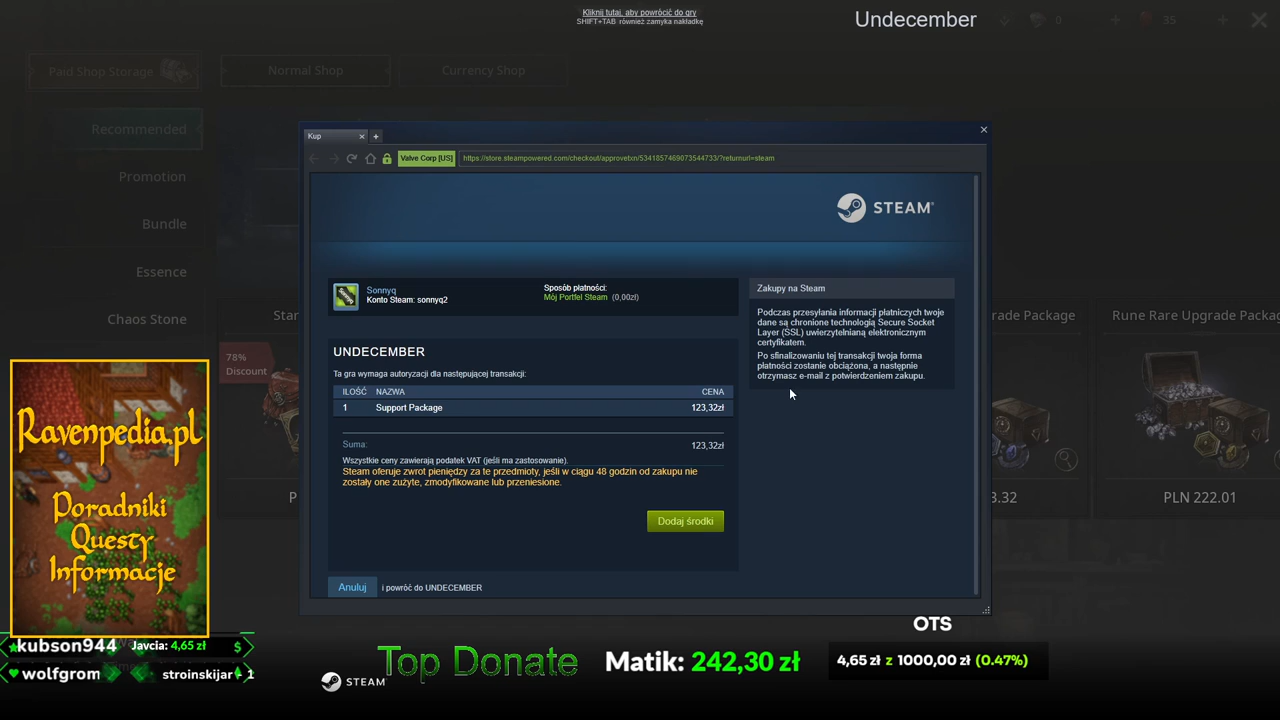 Kliknij tutaj, aby powrócić do gry
SHIFT+TAB również zamyka nakładkę
Undecember
0
35
Paid Shop Storage
Normal Shop
Currency Shop
Recommended
Promotion
Bundle
Essence
Chaos Stone
Kup
Valve Corp [US]
https://store.steampowered.com/checkout/approvetxn/5341857469073544733/?returnurl=steam
STEAM
Sonnyq
Konto Steam: sonnyq2
Sposób płatności:
Mój Portfel Steam (0,00zł)
Zakupy na Steam
Podczas przesyłania informacji płatniczych twoje
dane są chronione technologią Secure Socket
Layer (SSL) uwierzytelnianą elektronicznym
certyfikatem.
Po sfinalizowaniu tej transakcji twoja forma
płatności zostanie obciążona, a następnie
otrzymasz e-mail z potwierdzeniem zakupu.
UNDECEMBER
Ta gra wymaga autoryzacji dla następującej transakcji:
ILOŚĆ NAZWA CENA
1 Support Package 123,32zł
Suma: 123,32zł
Wszystkie ceny zawierają podatek VAT (jeśli ma zastosowanie).
Steam oferuje zwrot pieniędzy za te przedmioty, jeśli w ciągu 48 godzin od zakupu nie
zostały one zużyte, zmodyfikowane lub przeniesione.
Dodaj środki
Anuluj i powróć do UNDECEMBER
Star
rade Package
Rune Rare Upgrade Packag
78%
Discount
P
3.32
PLN 222.01
Ravenpedia.pl
Poradniki
Questy
Informacje
kubson944
Javcia: 4,65 zł
$
wolfgrom
stroinskijar
1
STEAM
Top Donate
Matik: 242,30 zł
OTS
4,65 zł z 1000,00 zł (0.47%)